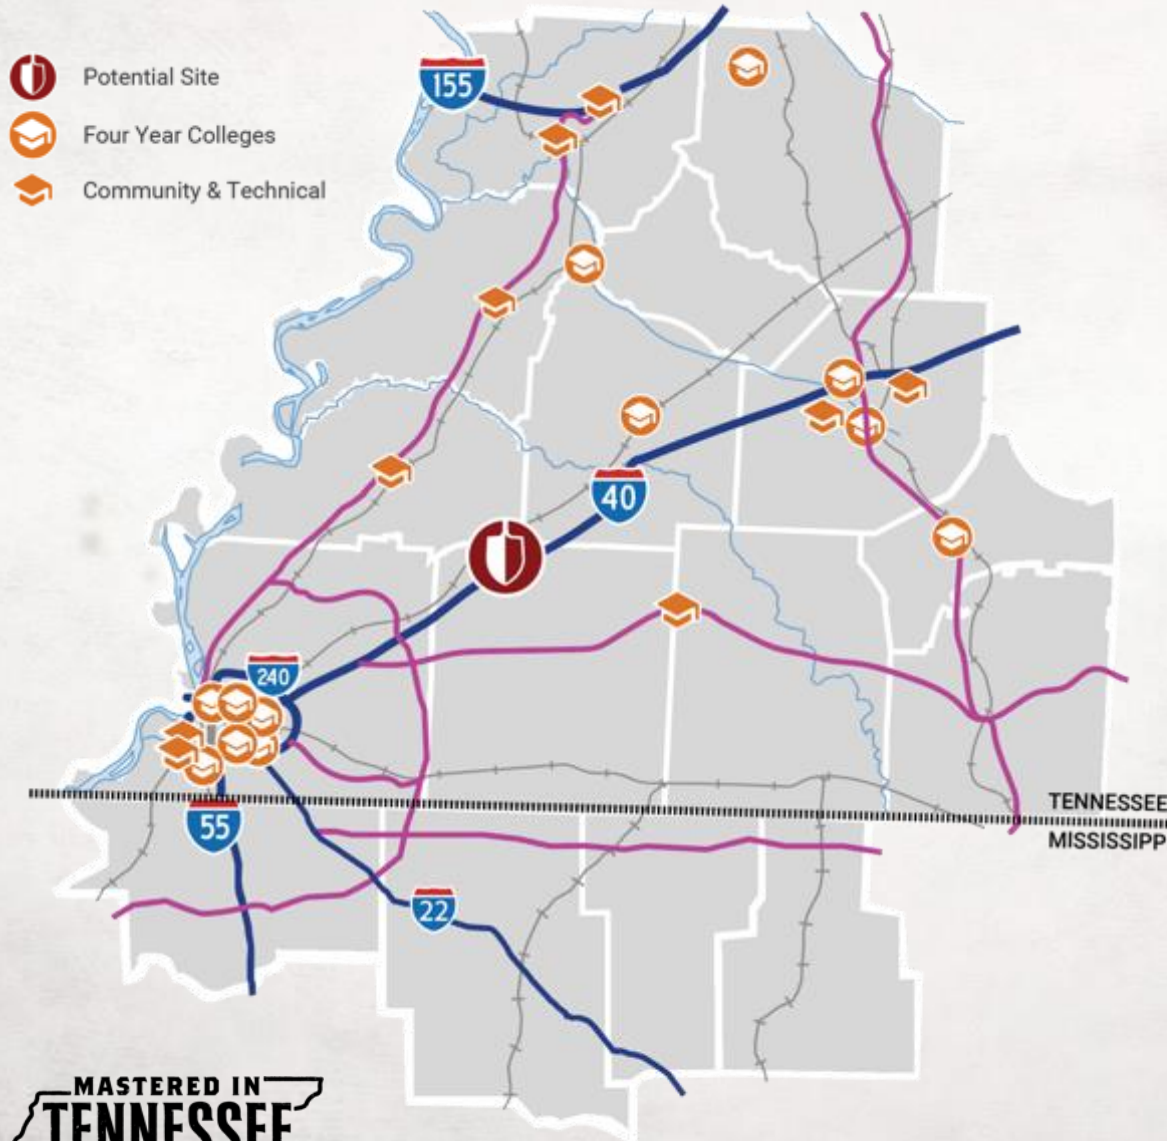 155
Potential Site
Four Year Colleges
Community & Technical
40
240
TENNESSEE
55
MISSISSIPP
22
MASTERED IN
TENNESSEE